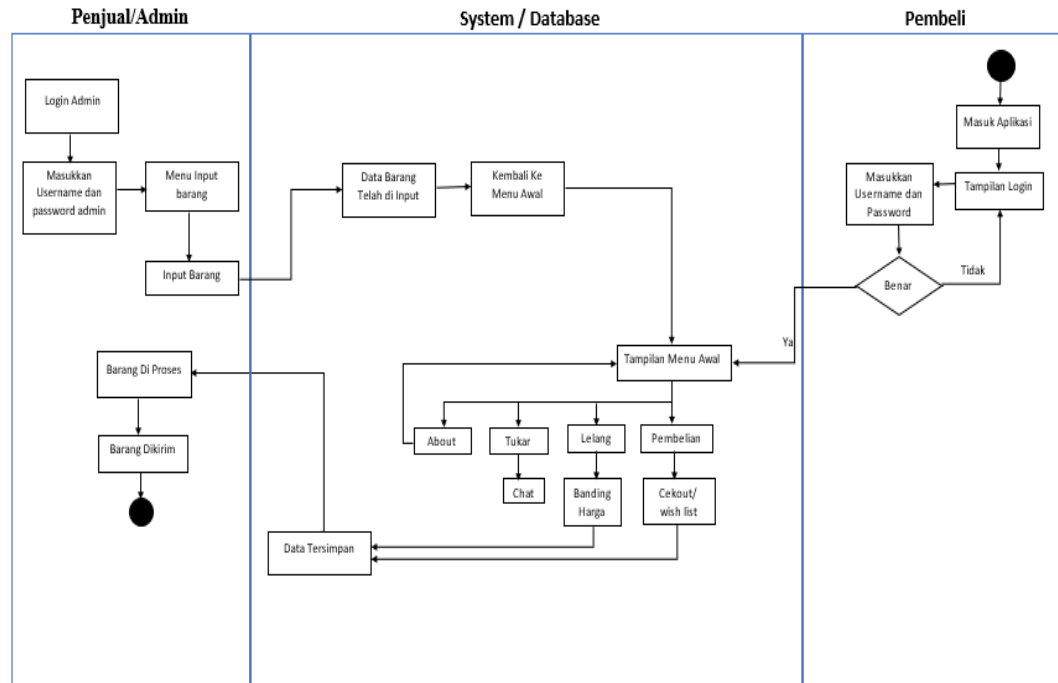 Penjual/Admin
System / Database
Pembeli
Login Admin
Masukkan
Username dan
password admin
Menu Input
barang
Input Barang
Data Barang
Telah di Input
Kembali Ke
Menu Awal
Masuk Aplikasi
Tampilan Login
Masukkan
Username dan
Password
Benar
Tidak
Ya
Tampilan Menu Awal
About
Tukar
Lelang
Pembelian
Chat
Banding
Harga
Cekout/
wish list
Data Tersimpan
Barang Di Proses
Barang Dikirim